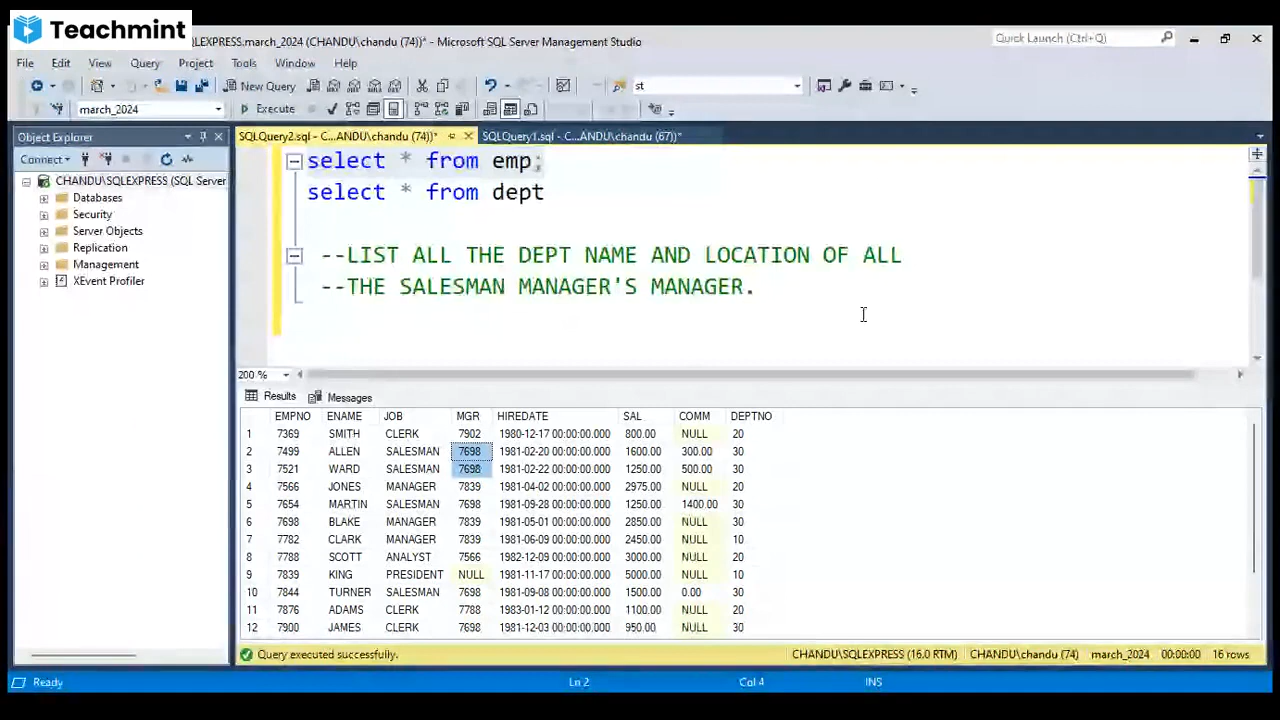 Teachmint
LEXPRESS.march_2024 (CHANDU\chandu (74))* - Microsoft SQL Server Management Studio
Quick Launch (Ctrl+Q)
File Edit View Query Project Tools Window Help
New Query
st
march_2024
Execute
Object Explorer
SQLQuery2.sql - C...ANDU\chandu (74))*
SQLQuery1.sql - C...ANDU\chandu (67))*
Connect
CHANDU\SQLEXPRESS (SQL Server
Databases
Security
Server Objects
Replication
Management
XEvent Profiler
select * from emp;
select * from dept
--LIST ALL THE DEPT NAME AND LOCATION OF ALL
--THE SALESMAN MANAGER'S MANAGER.
200 %
Results Messages
EMPNO ENAME JOB MGR HIREDATE SAL COMM DEPTNO
1 7369 SMITH CLERK 7902 1980-12-17 00:00:00.000 800.00 NULL 20
2 7499 ALLEN SALESMAN 7698 1981-02-20 00:00:00.000 1600.00 300.00 30
3 7521 WARD SALESMAN 7698 1981-02-22 00:00:00.000 1250.00 500.00 30
4 7566 JONES MANAGER 7839 1981-04-02 00:00:00.000 2975.00 NULL 20
5 7654 MARTIN SALESMAN 7698 1981-09-28 00:00:00.000 1250.00 1400.00 30
6 7698 BLAKE MANAGER 7839 1981-05-01 00:00:00.000 2850.00 NULL 30
7 7782 CLARK MANAGER 7839 1981-06-09 00:00:00.000 2450.00 NULL 10
8 7788 SCOTT ANALYST 7566 1982-12-09 00:00:00.000 3000.00 NULL 20
9 7839 KING PRESIDENT NULL 1981-11-17 00:00:00.000 5000.00 NULL 10
10 7844 TURNER SALESMAN 7698 1981-09-08 00:00:00.000 1500.00 0.00 30
11 7876 ADAMS CLERK 7788 1983-01-12 00:00:00.000 1100.00 NULL 20
12 7900 JAMES CLERK 7698 1981-12-03 00:00:00.000 950.00 NULL 30
Query executed successfully.
CHANDU\SQLEXPRESS (16.0 RTM) CHANDU\chandu (74) march_2024 00:00:00 16 rows
Ready
Ln 2
Col 4
INS